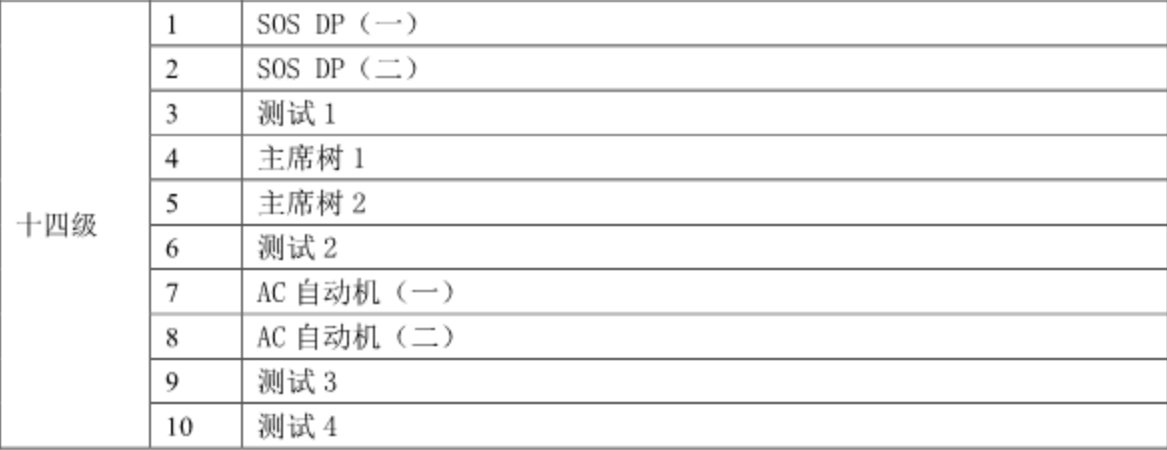 1 SOS DP（一）
2 SOS DP（二）
3 测试 1
4 主席树 1
5 主席树 2
十四级
6 测试 2
7 AC 自动机（一）
8 AC 自动机（二）
9 测试 3
10 测试 4